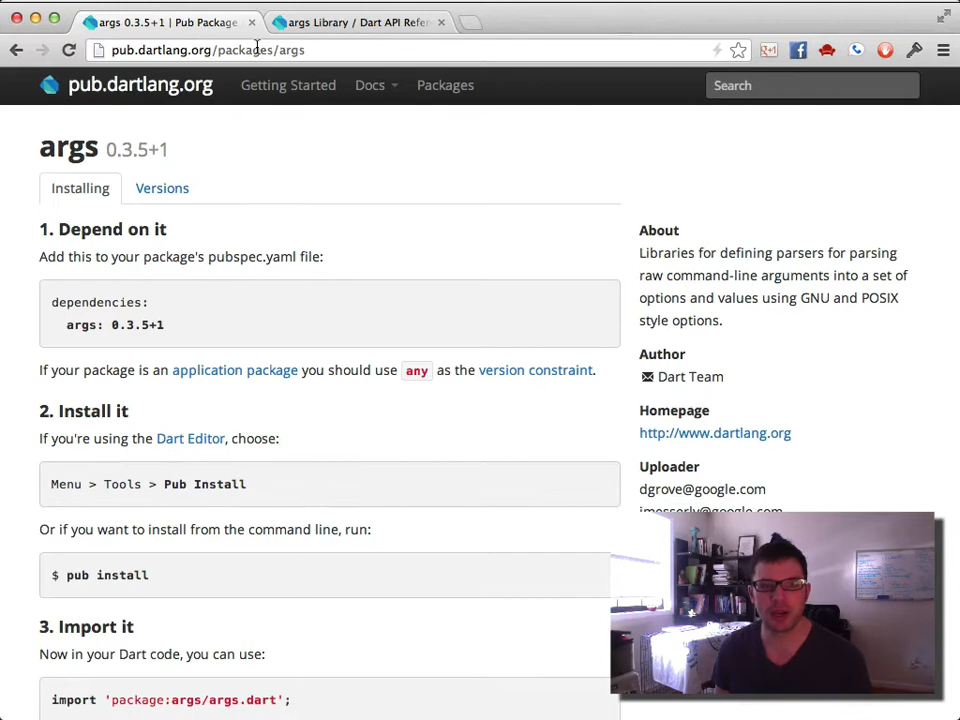 args 0.3.5+1 | Pub Package
args Library / Dart API Refer
pub.dartlang.org/packages/args
pub.dartlang.org Getting Started Docs Packages Search
args 0.3.5+1
Installing Versions
1. Depend on it
Add this to your package's pubspec.yaml file:
dependencies:
args: 0.3.5+1
If your package is an application package you should use any as the version constraint.
2. Install it
If you're using the Dart Editor, choose:
Menu > Tools > Pub Install
Or if you want to install from the command line, run:
$ pub install
3. Import it
Now in your Dart code, you can use:
import 'package:args/args.dart';
About
Libraries for defining parsers for parsing
raw command-line arguments into a set of
options and values using GNU and POSIX
style options.
Author
Dart Team
Homepage
http://www.dartlang.org
Uploader
dgrove@google.com